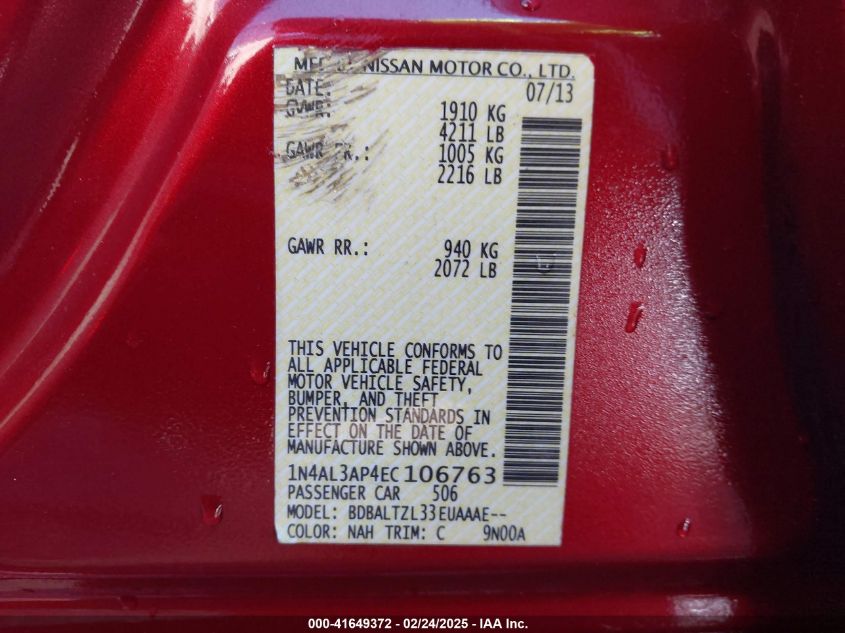 NISSAN MOTOR CO., LTD.
DATE: 07/13
GVWR: 1910 KG
4211 LB
GAWR FR.: 1005 KG
2216 LB
GAWR RR.: 940 KG
2072 LB
THIS VEHICLE CONFORMS TO
ALL APPLICABLE FEDERAL
MOTOR VEHICLE SAFETY,
BUMPER, AND THEFT
PREVENTION STANDARDS IN
EFFECT ON THE DATE OF
MANUFACTURE SHOWN ABOVE.
1N4AL3AP4EC106763
PASSENGER CAR 506
MODEL: BDBALTZL33EUAAAE--
COLOR: NAH TRIM: C 9N00A
000-41649372 - 02/24/2025 - IAA Inc.